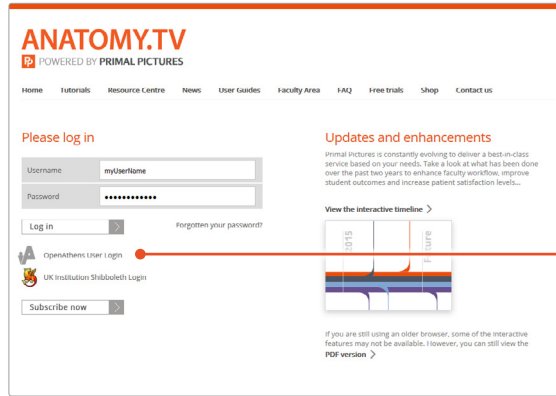 ANATOMY.TV
PP POWERED BY PRIMAL PICTURES
Home Tutorials Resource Centre News User Guides Faculty Area FAQ Free trials Shop Contact us
Please log in
Username myUserName
Password ••••••••••••
Log in
Forgotten your password?
OpenAthens User Login
UK Institution Shibboleth Login
Subscribe now
Updates and enhancements
Primal Pictures is constantly evolving to deliver a best-in-class
service based on your needs. Take a look at what has been done
over the past two years to enhance faculty workflow, improve
student outcomes and increase patient satisfaction levels...
View the interactive timeline >
2015
Future
If you are still using an older browser, some of the interactive
features may not be available. However, you can still view the
PDF version >